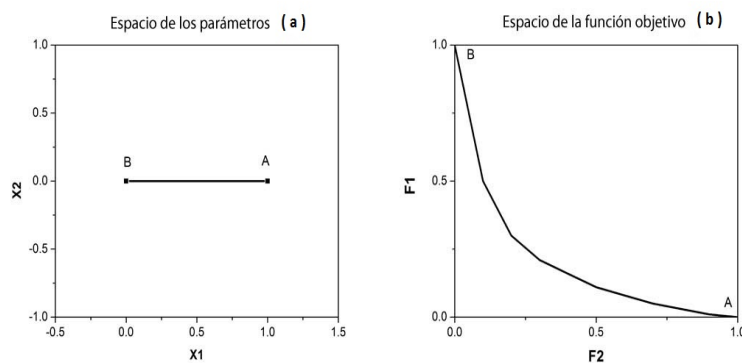 Espacio de los parámetros ( a )
1.0
0.5
0.0
-0.5
-1.0
X2
B
A
-0.5
0.0
0.5
1.0
1.5
X1
Espacio de la función objetivo ( b )
1.0
0.5
0.0
F1
B
A
0.0
0.5
1.0
F2